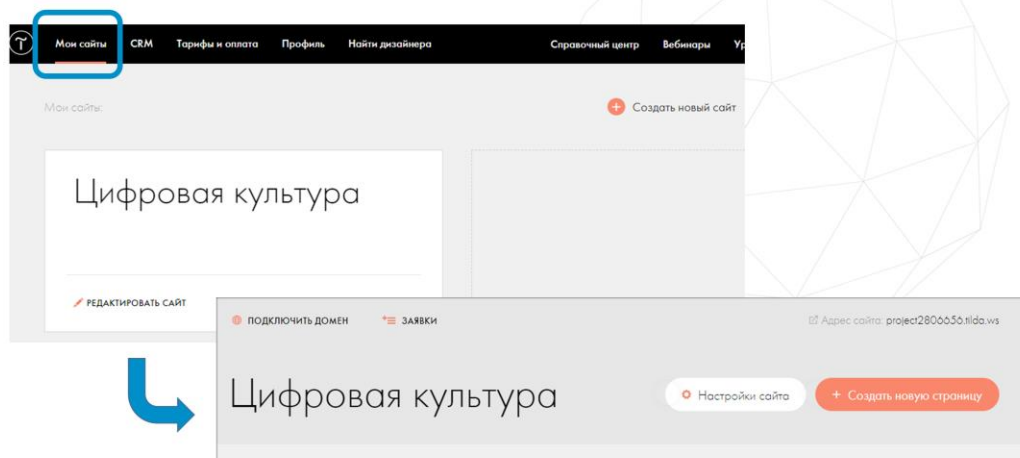 Мои сайты CRM Тарифы и оплата Профиль Найти дизайнера Справочный центр Вебинары
Мои сайты: Создать новый сайт
Цифровая культура
РЕДАКТИРОВАТЬ САЙТ
ПОДКЛЮЧИТЬ ДОМЕН ЗАЯВКИ Адрес сайта: project2806656.tilda.ws
Цифровая культура Настройки сайта + Создать новую страницу